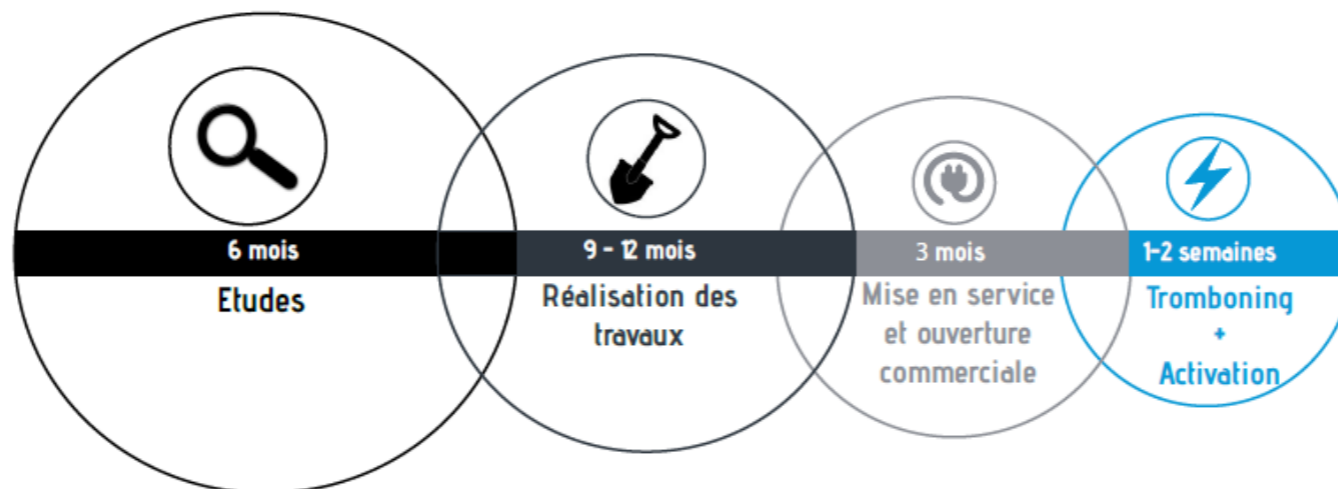 6 mois
Etudes
9 - 12 mois
Réalisation des
travaux
3 mois
Mise en service
et ouverture
commerciale
1-2 semaines
Tromboning
+
Activation